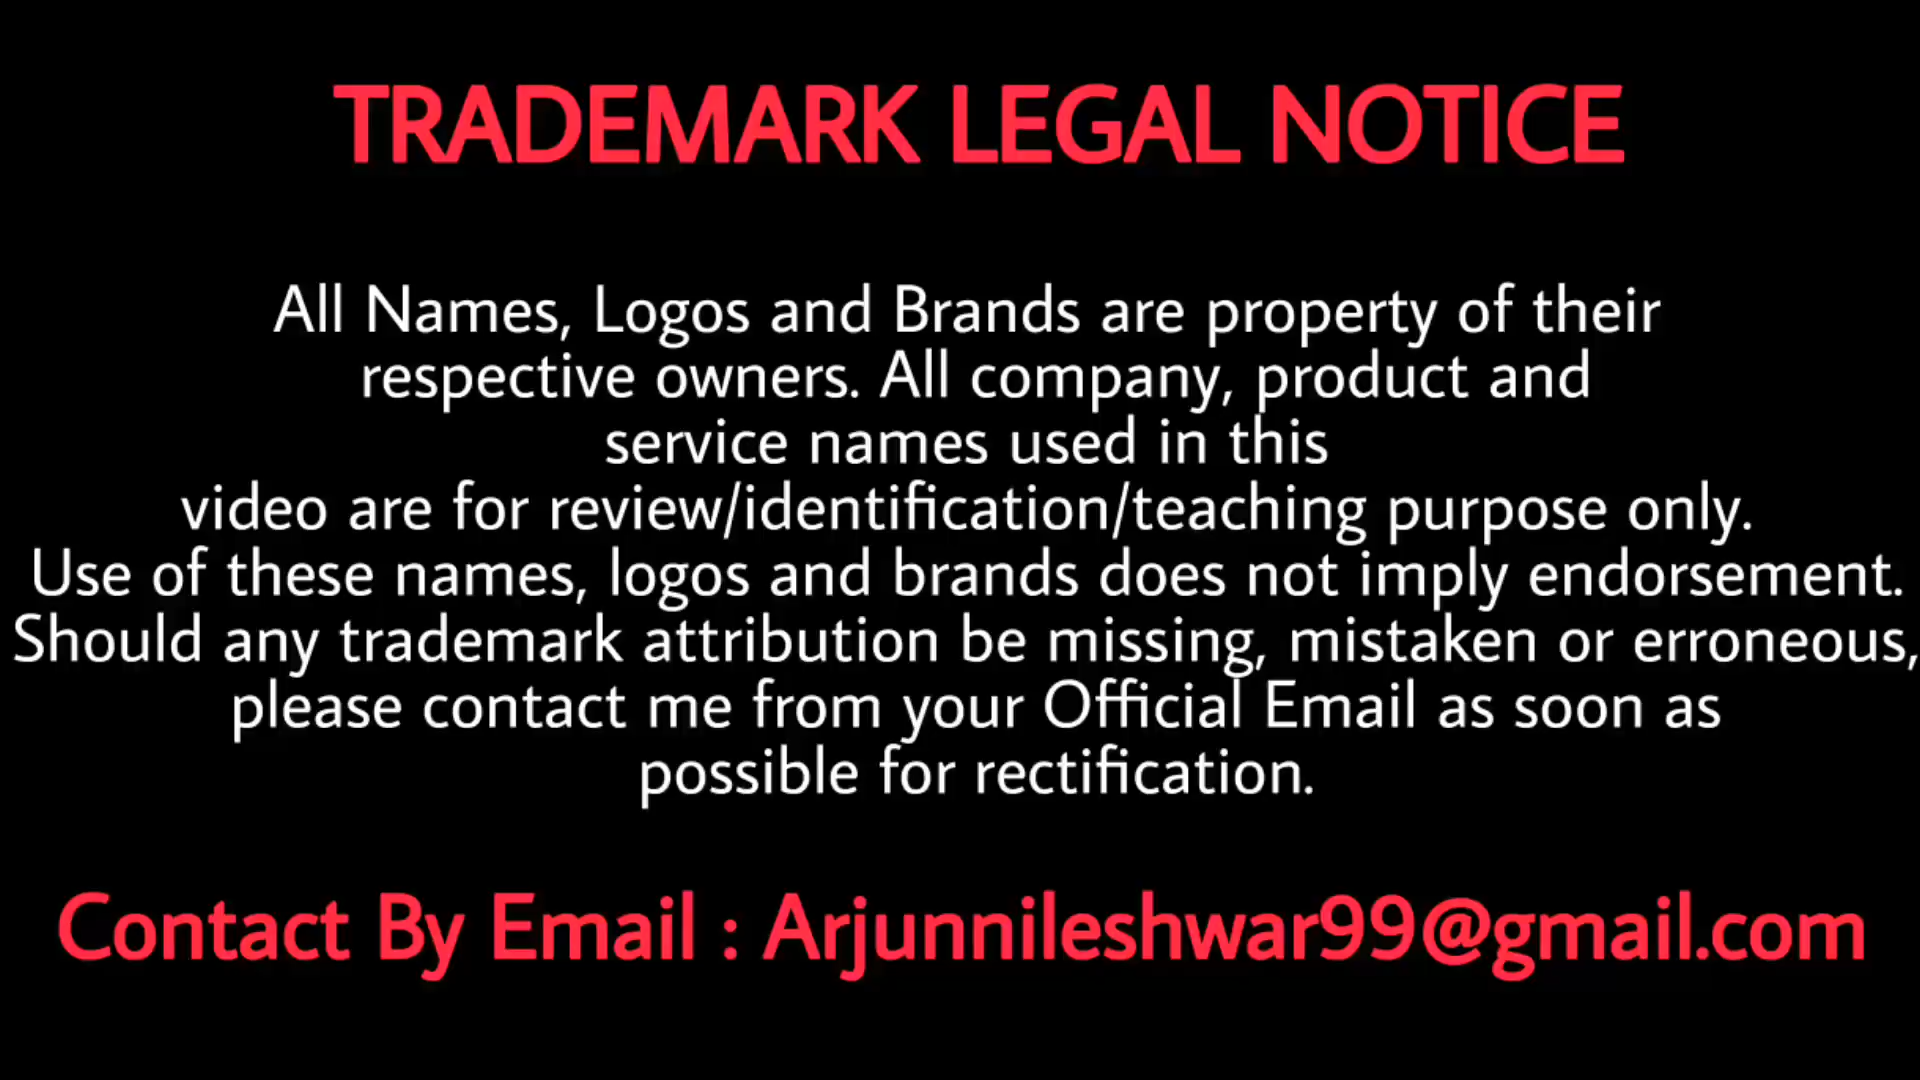 TRADEMARK LEGAL NOTICE
All Names, Logos and Brands are property of their
respective owners. All company, product and
service names used in this
video are for review/identification/teaching purpose only.
Use of these names, logos and brands does not imply endorsement.
Should any trademark attribution be missing, mistaken or erroneous,
please contact me from your Official Email as soon as
possible for rectification.
Contact By Email : Arjunnileshwar99@gmail.com